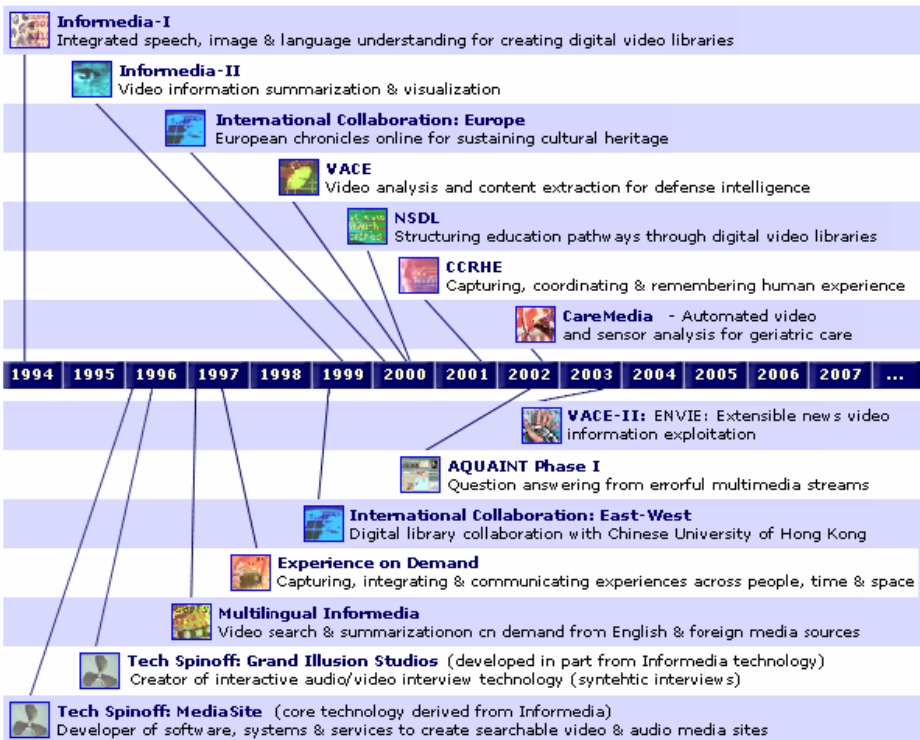 Informedia-I
Integrated speech, image & language understanding for creating digital video libraries
Informedia-II
Video information summarization & visualization
International Collaboration: Europe
European chronicles online for sustaining cultural heritage
VACE
Video analysis and content extraction for defense intelligence
NSDL
Structuring education pathways through digital video libraries
CCRHE
Capturing, coordinating & remembering human experience
CareMedia - Automated video
and sensor analysis for geriatric care
1994 1995 1996 1997 1998 1999 2000 2001 2002 2003 2004 2005 2006 2007 ...
VACE-II: ENVIE: Extensible news video
information exploitation
AQUAINT Phase I
Question answering from errorful multimedia streams
International Collaboration: East-West
Digital library collaboration with Chinese University of Hong Kong
Experience on Demand
Capturing, integrating & communicating experiences across people, time & space
Multilingual Informedia
Video search & summarizationon cn demand from English & foreign media sources
Tech Spinoff: Grand Illusion Studios (developed in part from Informedia technology)
Creator of interactive audio/video interview technology (syntehtic interviews)
Tech Spinoff: MediaSite (core technology derived from Informedia)
Developer of software, systems & services to create searchable video & audio media sites